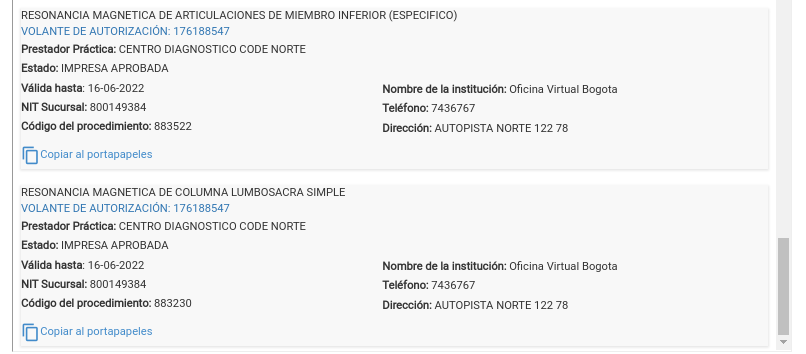 RESONANCIA MAGNETICA DE ARTICULACIONES DE MIEMBRO INFERIOR (ESPECIFICO)
VOLANTE DE AUTORIZACIÓN: 176188547
Prestador Práctica: CENTRO DIAGNOSTICO CODE NORTE
Estado: IMPRESA APROBADA
Válida hasta: 16-06-2022
NIT Sucursal: 800149384
Código del procedimiento: 883522
Nombre de la institución: Oficina Virtual Bogota
Teléfono: 7436767
Dirección: AUTOPISTA NORTE 122 78
Copiar al portapapeles
RESONANCIA MAGNETICA DE COLUMNA LUMBOSACRA SIMPLE
VOLANTE DE AUTORIZACIÓN: 176188547
Prestador Práctica: CENTRO DIAGNOSTICO CODE NORTE
Estado: IMPRESA APROBADA
Válida hasta: 16-06-2022
NIT Sucursal: 800149384
Código del procedimiento: 883230
Nombre de la institución: Oficina Virtual Bogota
Teléfono: 7436767
Dirección: AUTOPISTA NORTE 122 78
Copiar al portapapeles